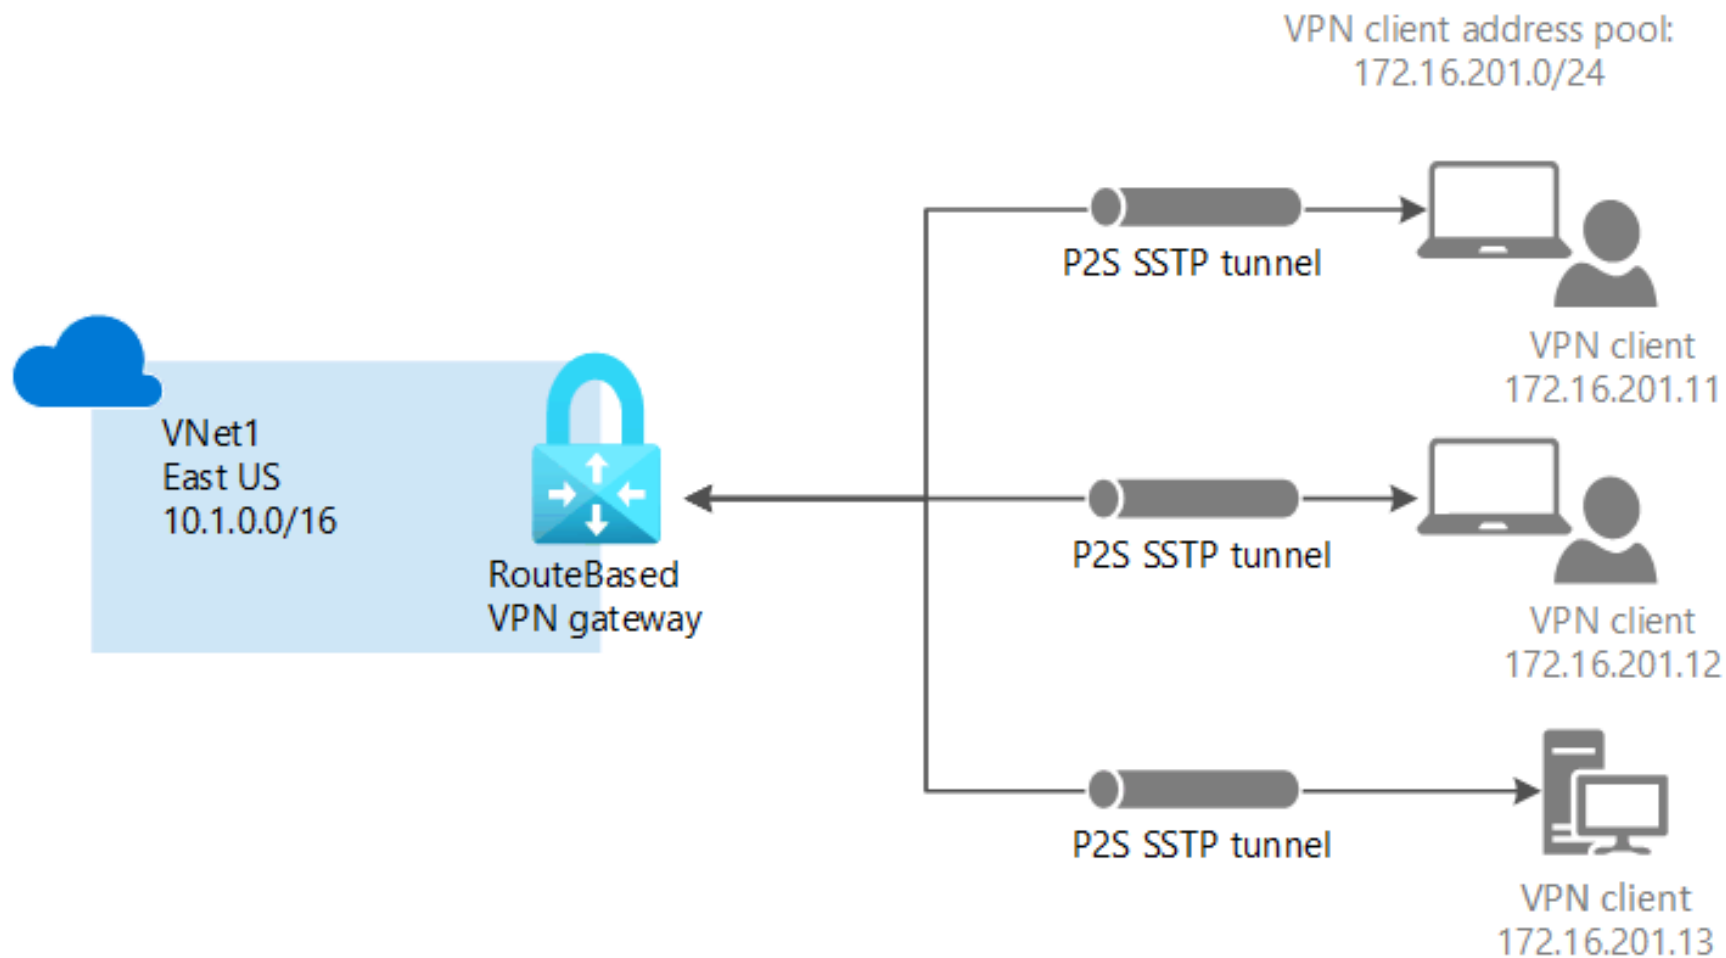 VPN client address pool:
172.16.201.0/24
P2S SSTP tunnel
VPN client
172.16.201.11
VNet1
East US
10.1.0.0/16
RouteBased
VPN gateway
P2S SSTP tunnel
VPN client
172.16.201.12
P2S SSTP tunnel
VPN client
172.16.201.13